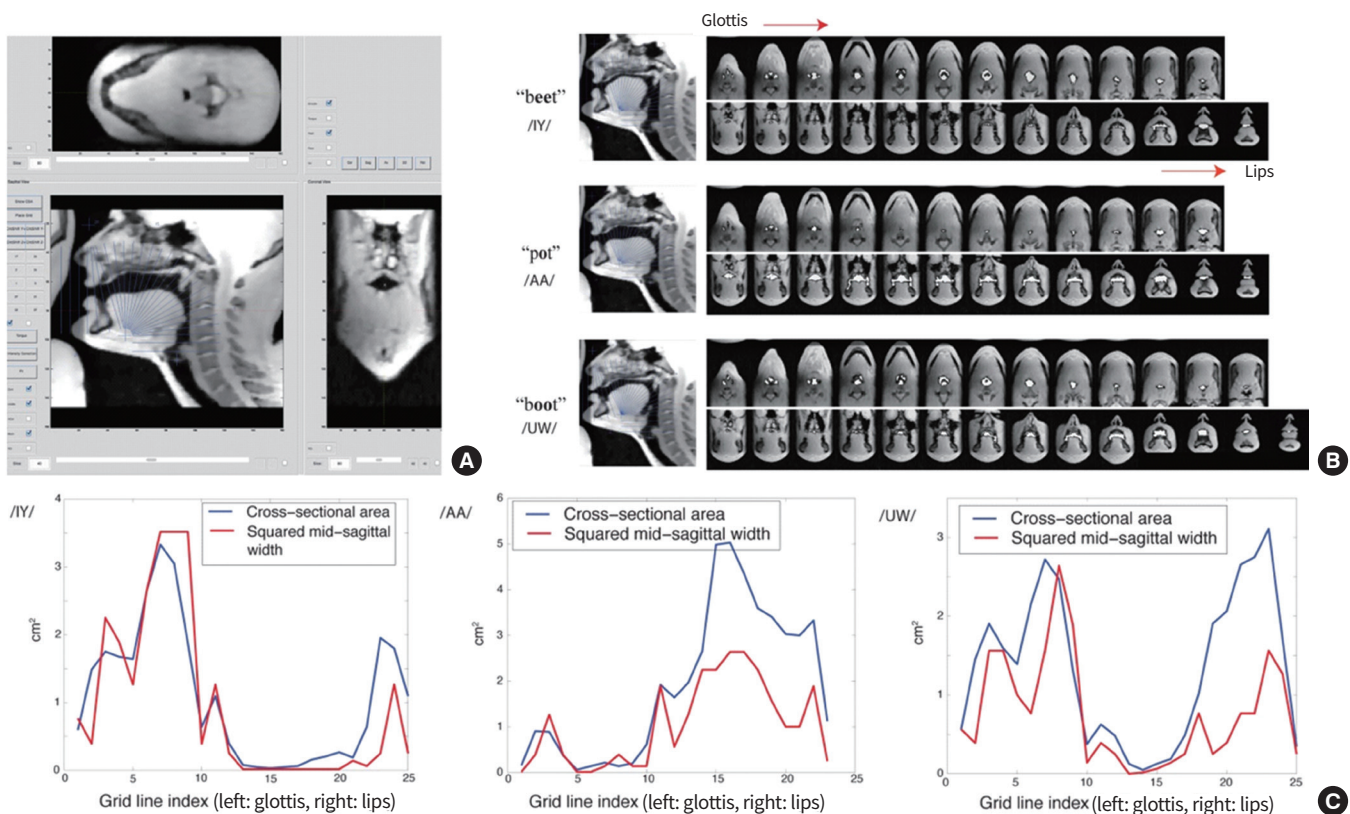 Glottis
"beet"
/IY/
Lips
"pot"
/AA/
"boot"
/UW/
A
B
/IY/
4
3
2
1
0
cm²
Cross-sectional area
Squared mid-sagittal
width
0 5 10 15 20 25
Grid line index (left: glottis, right: lips)
/AA/
6
5
4
3
2
1
0
cm²
Cross-sectional area
Squared mid-sagittal width
0 5 10 15 20 25
Grid line index (left: glottis, right: lips)
/UW/
3
2
1
0
cm²
Cross-sectional area
Squared mid-sagittal width
0 5 10 15 20 25
Grid line index (left: glottis, right: lips)
C